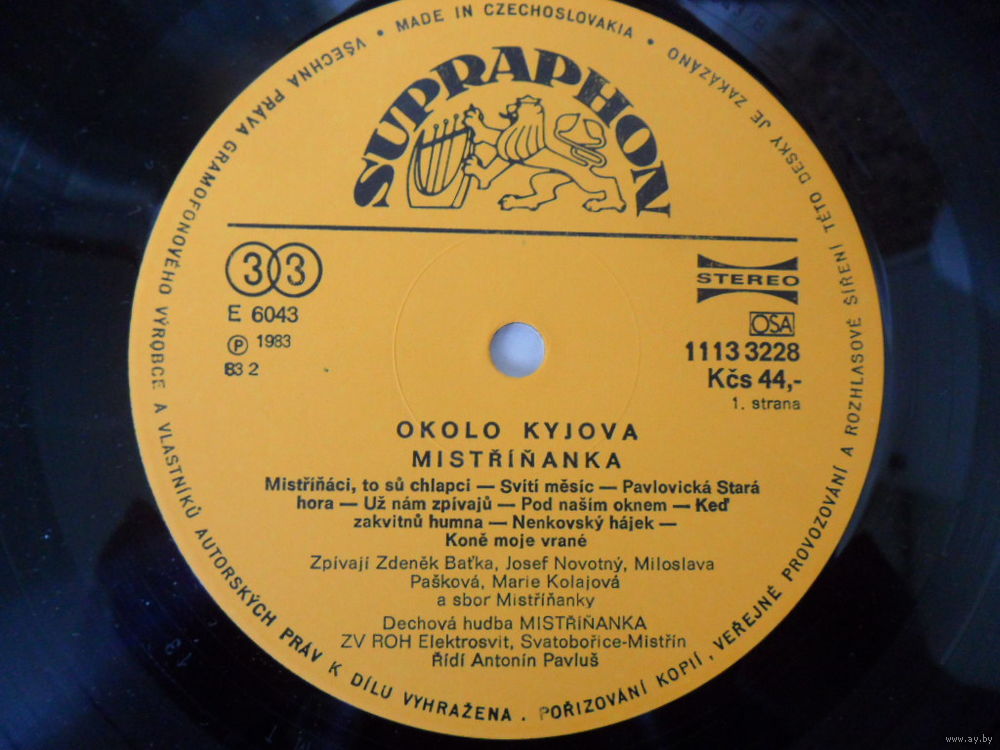 VŠECHNA PRÁVA GRAMOFONOVÉHO VÝROBCE A VLASTNÍKŮ AUTORSKÝCH PRÁV K DÍLU VYHRAŽENA. POŘIZOVÁNÍ KOPIÍ, VEŘEJNÉ PROVOZOVÁNÍ A ROZHLASOVÉ ŠÍŘENÍ TÉTO DESKY JE ZAKÁZÁNO
• MADE IN CZECHOSLOVAKIA •
SUPRAPHON
33
STEREO
E 6043
OSA
Ⓟ 1983
1113 3228
83 2
Kčs 44,-
1. strana
OKOLO KYJOVA
MISTŘÍŇANKA
Mistříňáci, to sů chlapci — Svítí měsíc — Pavlovická Stará
hora — Už nám zpívajů — Pod naším oknem — Keď
zakvitnů humna — Nenkovský hájek —
Koně moje vrané
Zpívají Zdeněk Baťka, Josef Novotný, Miloslava
Pašková, Marie Kolajová
a sbor Mistříňanky
Dechová hudba MISTŘÍŇANKA
ZV ROH Elektrosvit, Svatobořice-Mistřín
Řídí Antonín Pavluš
www.ay.by